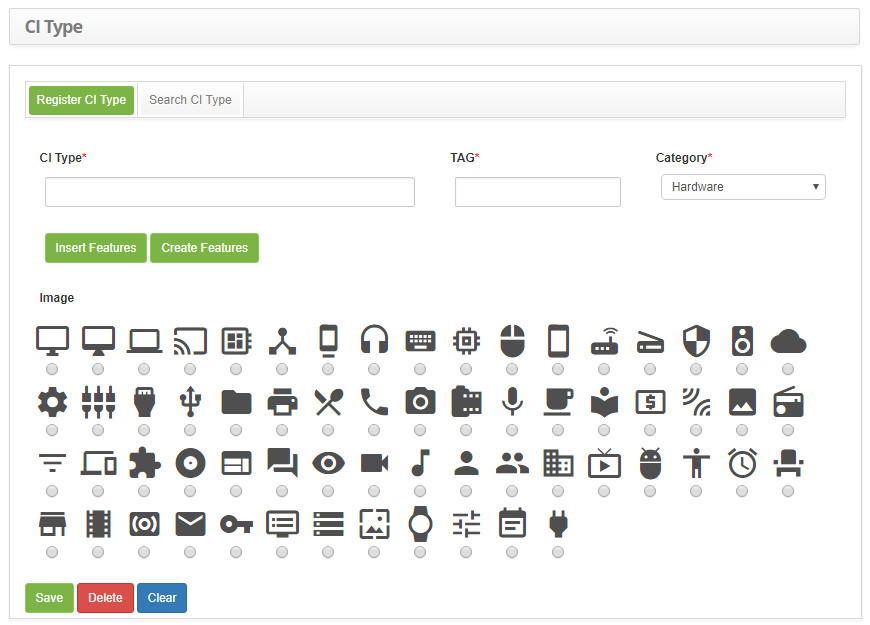 CI Type
Register CI Type Search CI Type
CI Type* TAG* Category*
Hardware
Insert Features Create Features
Image
Save Delete Clear